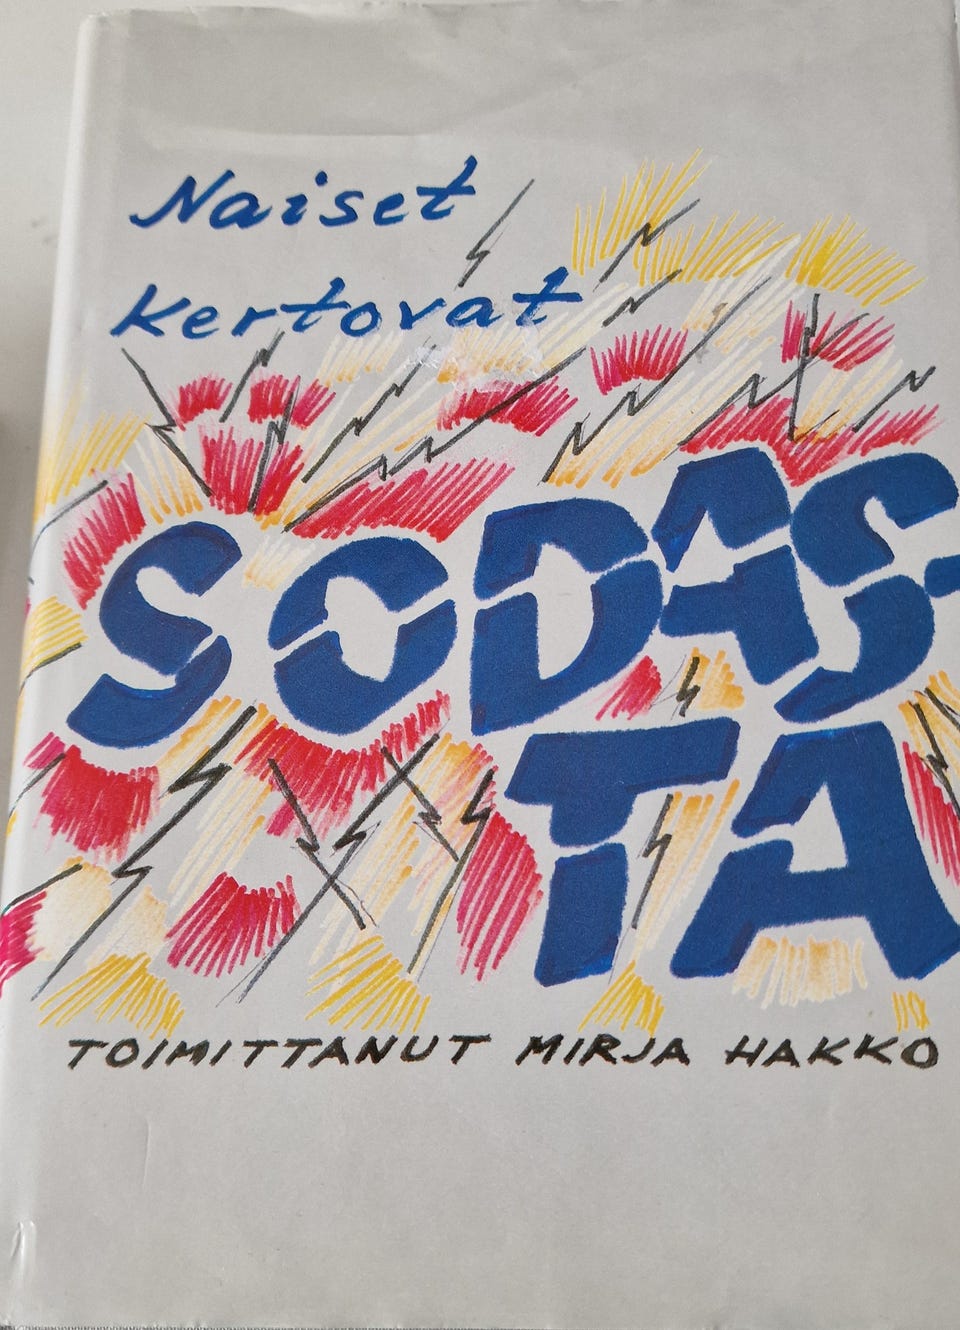 Naiset
Kertovat
SODAS-
TA
TOIMITTANUT MIRJA HAKKO